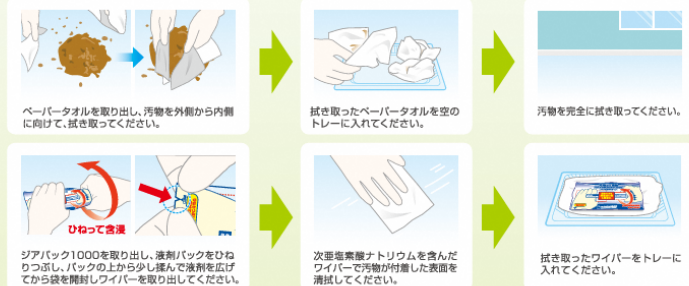 ペーパータオルを取り出し、汚物を外側から内側
に向けて、拭き取ってください。
拭き取ったペーパータオルを空の
トレーに入れてください。
汚物を完全に拭き取ってください。
ひねって含浸
ジアパック1000を取り出し、液剤パックをひね
りつぶし、パックの上から少し揉んで液剤を広げ
てから袋を開封しワイパーを取り出してください。
次亜塩素酸ナトリウムを含んだ
ワイパーで汚物が付着した表面を
清拭してください。
拭き取ったワイパーをトレーに
入れてください。